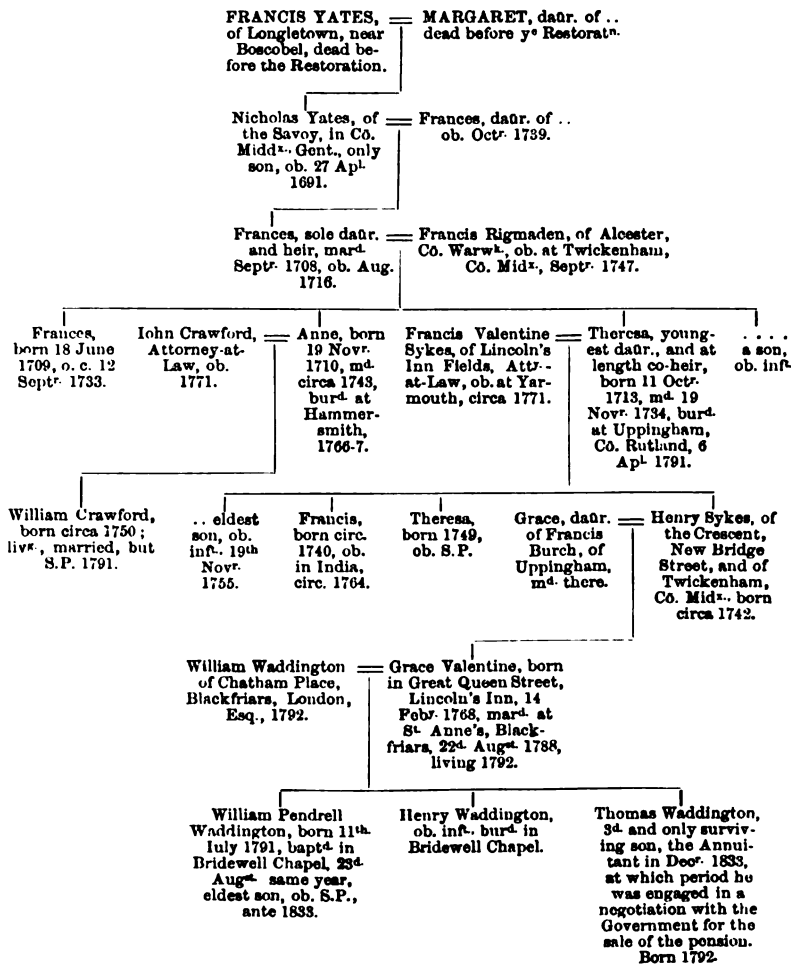 FRANCIS YATES,
of Longletown, near
Boscobel, dead be-
fore the Restoration.
MARGARET, daũr. of ..
dead before yᵉ Restoratⁿ.
Nicholas Yates, of
the Savoy, in Cō.
Middˣ., Gent., only
son, ob. 27 Apˡ.
1691.
Frances, daũr. of ..
ob. Octʳ. 1739.
Frances, sole daũr.
and heir, marᵈ.
Septʳ. 1708, ob. Aug.
1716.
Francis Rigmaden, of Alcester,
Cō. Warwᵏ., ob. at Twickenham,
Cō. Midˣ., Septʳ. 1747.
Frances,
born 18 June
1709, o. c. 12
Septʳ. 1733.
Iohn Crawford,
Attorney-at-
Law, ob.
1771.
Anne, born
19 Novʳ.
1710, mᵈ.
circa 1743,
burᵈ. at
Hammer-
smith,
1766-7.
Francis Valentine
Sykes, of Lincoln's
Inn Fields, Attʸ.-
at-Law, ob. at Yar-
mouth, circa 1771.
Theresa, young-
est daũr., and at
length co-heir,
born 11 Octʳ.
1713, mᵈ. 19
Novʳ. 1734, burᵈ.
at Uppingham,
Cō. Rutland, 6
Apˡ. 1791.
. . . .
a son,
ob. infᵗ.
William Crawford,
born circa 1750 ;
livᵍ., married, but
S.P. 1791.
.. eldest
son, ob.
infᵗ. 19ᵗʰ
Novʳ.
1755.
Francis,
born circ.
1740, ob.
in India,
circ. 1764.
Theresa,
born 1749,
ob. S.P.
Grace, daũr.
of Francis
Burch, of
Uppingham,
mᵈ. there.
Henry Sykes, of
the Crescent,
New Bridge
Street, and of
Twickenham,
Cō. Midˣ., born
circa 1742.
William Waddington
of Chatham Place,
Blackfriars, London,
Esq., 1792.
Grace Valentine, born
in Great Queen Street,
Lincoln's Inn, 14
Febʸ. 1768, marᵈ. at
Sᵗ. Anne's, Black-
friars, 22ᵈ. Augˢᵗ. 1788,
living 1792.
William Pendrell
Waddington, born 11ᵗʰ.
Iuly 1791, baptᵈ. in
Bridewell Chapel, 23ᵈ.
Augˢᵗ. same year,
eldest son, ob. S.P.,
ante 1833.
Henry Waddington,
ob. infᵗ., burᵈ. in
Bridewell Chapel.
Thomas Waddington,
3ᵈ. and only surviv-
ing son, the Annui-
tant in Decʳ. 1833,
at which period he
was engaged in a
negotiation with the
Government for the
sale of the pension.
Born 1792.